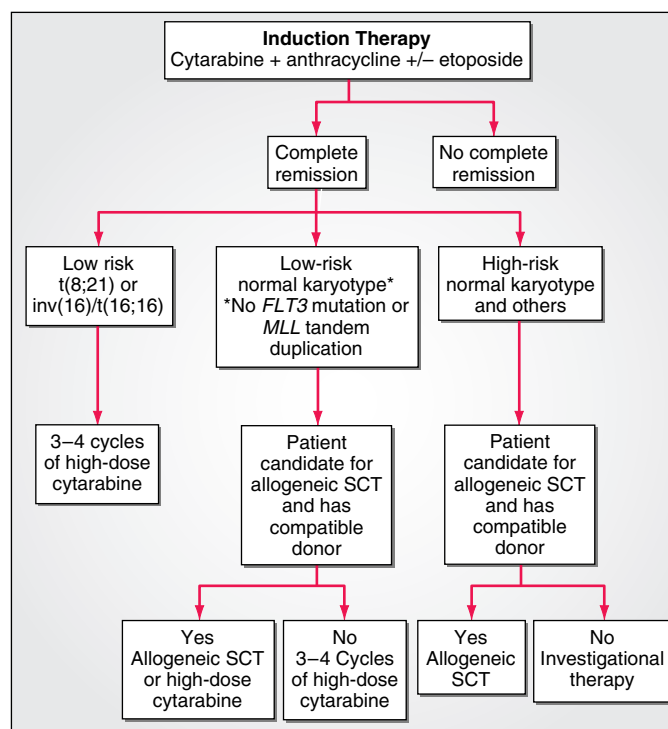 Induction Therapy
Cytarabine + anthracycline +/– etoposide
Complete
remission
No complete
remission
Low risk
t(8;21) or
inv(16)/t(16;16)
Low-risk
normal karyotype*
*No FLT3 mutation or
MLL tandem
duplication
High-risk
normal karyotype
and others
3–4 cycles
of high-dose
cytarabine
Patient
candidate for
allogeneic SCT
and has
compatible
donor
Patient
candidate for
allogeneic SCT
and has
compatible
donor
Yes
Allogeneic SCT
or high-dose
cytarabine
No
3–4 Cycles
of high-dose
cytarabine
Yes
Allogeneic
SCT
No
Investigational
therapy